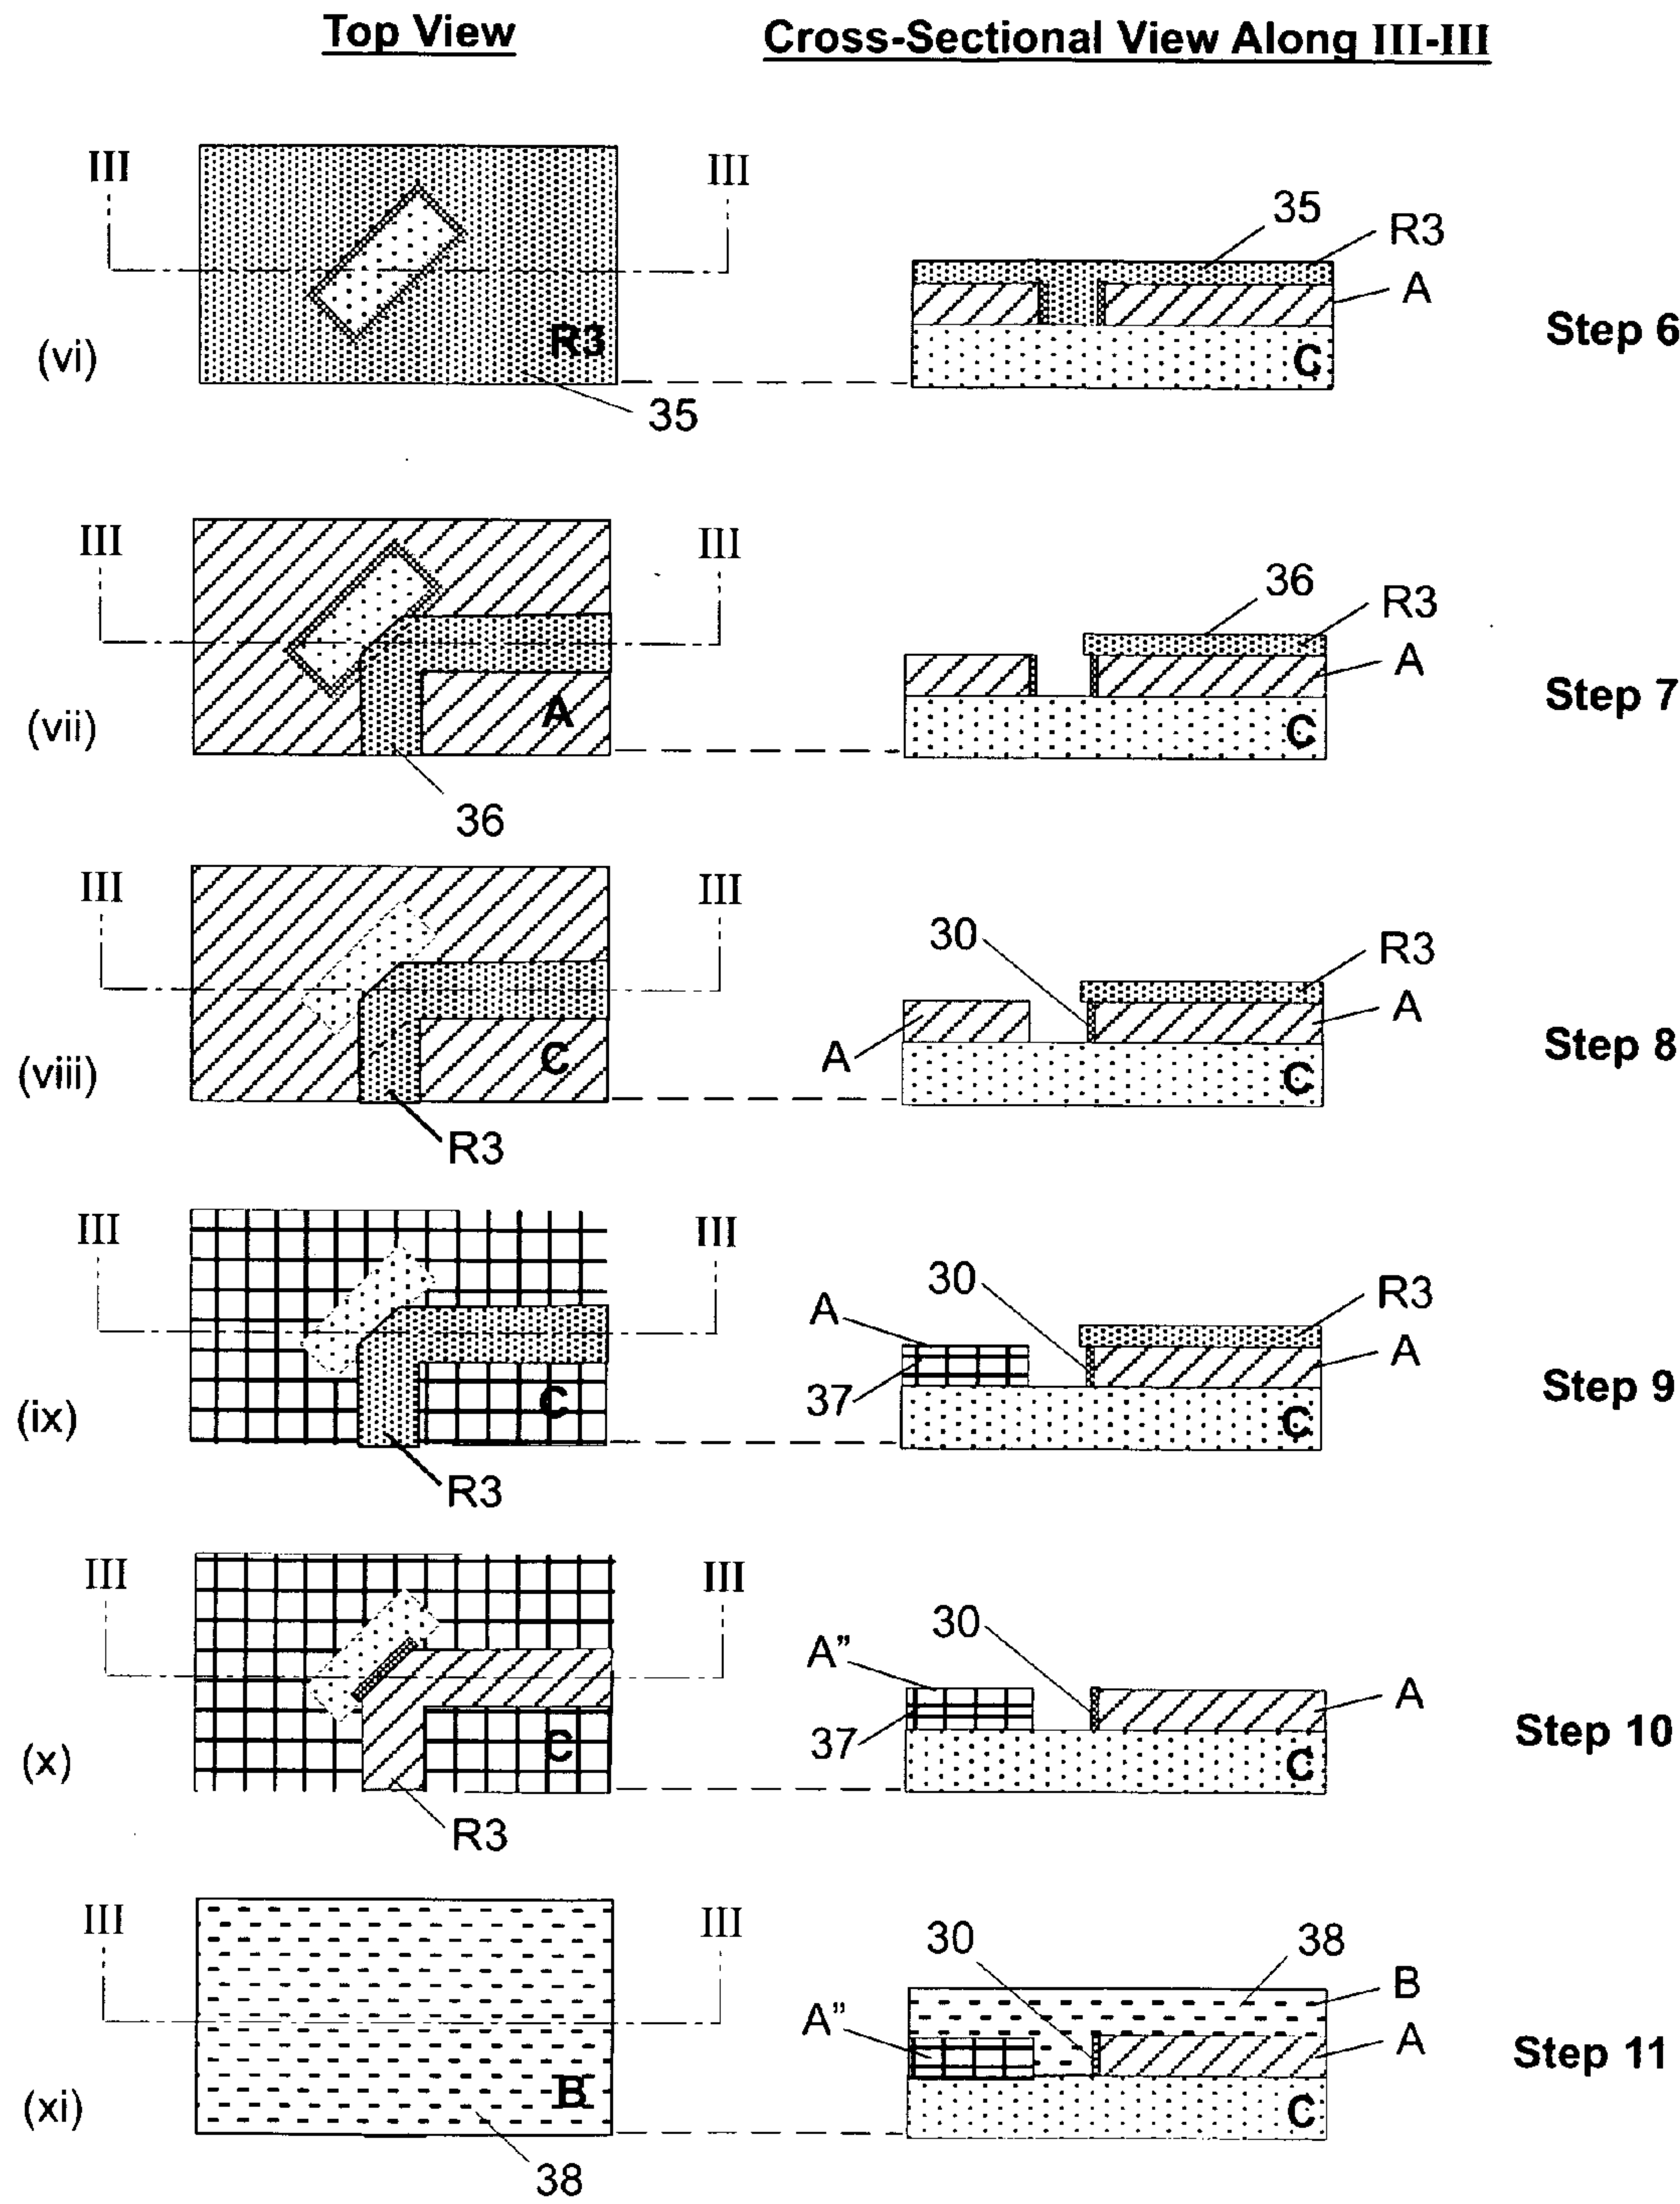 Top View
Cross-Sectional View Along III-III
III
III
35
R3
A
R3
C
Step 6
(vi)
35
III
III
36
R3
A
A
C
Step 7
(vii)
36
III
III
30
R3
A
A
C
C
Step 8
(viii)
R3
III
III
30
A
R3
A
37
C
C
Step 9
(ix)
R3
III
III
30
A”
A
37
C
C
Step 10
(x)
R3
III
III
30
38
B
A”
A
B
C
Step 11
(xi)
38